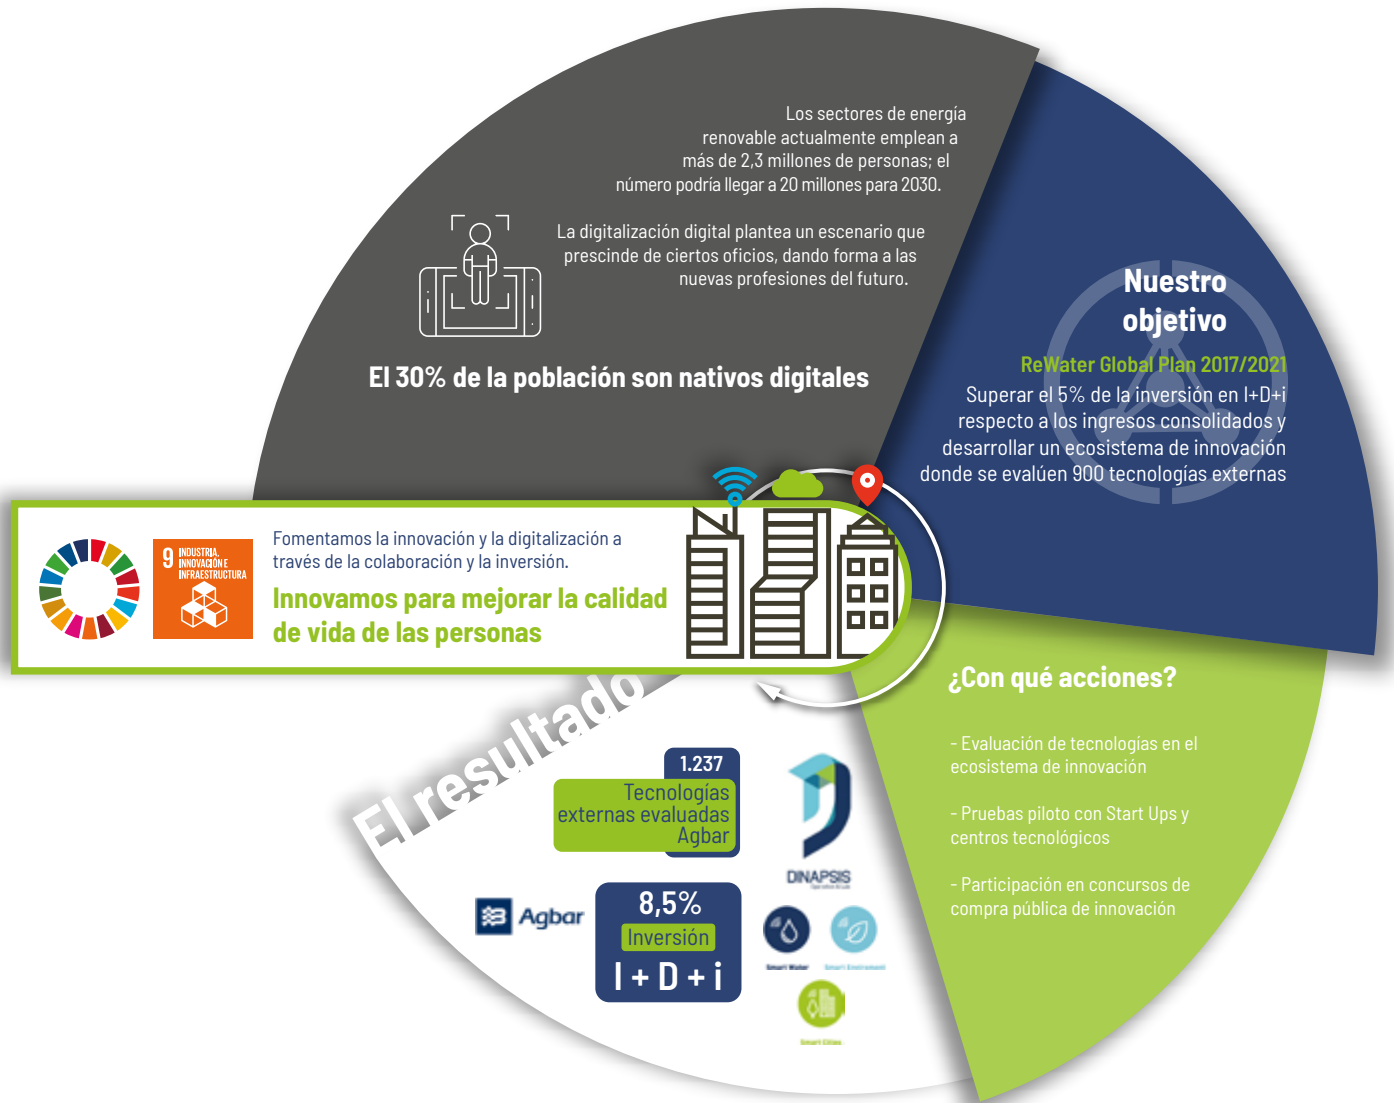 Los sectores de energía
renovable actualmente emplean a
más de 2,3 millones de personas; el
número podría llegar a 20 millones para 2030.
La digitalización digital plantea un escenario que
prescinde de ciertos oficios, dando forma a las
nuevas profesiones del futuro.
El 30% de la población son nativos digitales
Nuestro
objetivo
ReWater Global Plan 2017/2021
Superar el 5% de la inversión en I+D+i
respecto a los ingresos consolidados y
desarrollar un ecosistema de innovación
donde se evalúen 900 tecnologías externas
9 INDUSTRIA,
INNOVACIÓN E
INFRAESTRUCTURA
Fomentamos la innovación y la digitalización a
través de la colaboración y la inversión.
Innovamos para mejorar la calidad
de vida de las personas
¿Con qué acciones?
- Evaluación de tecnologías en el
ecosistema de innovación
- Pruebas piloto con Start Ups y
centros tecnológicos
- Participación en concursos de
compra pública de innovación
El resultado
1.237
Tecnologías
externas evaluadas
Agbar
DINAPSIS
Agbar
8,5%
Inversión
I + D + i
Smart Water
Smart Enviroment
Smart Cities